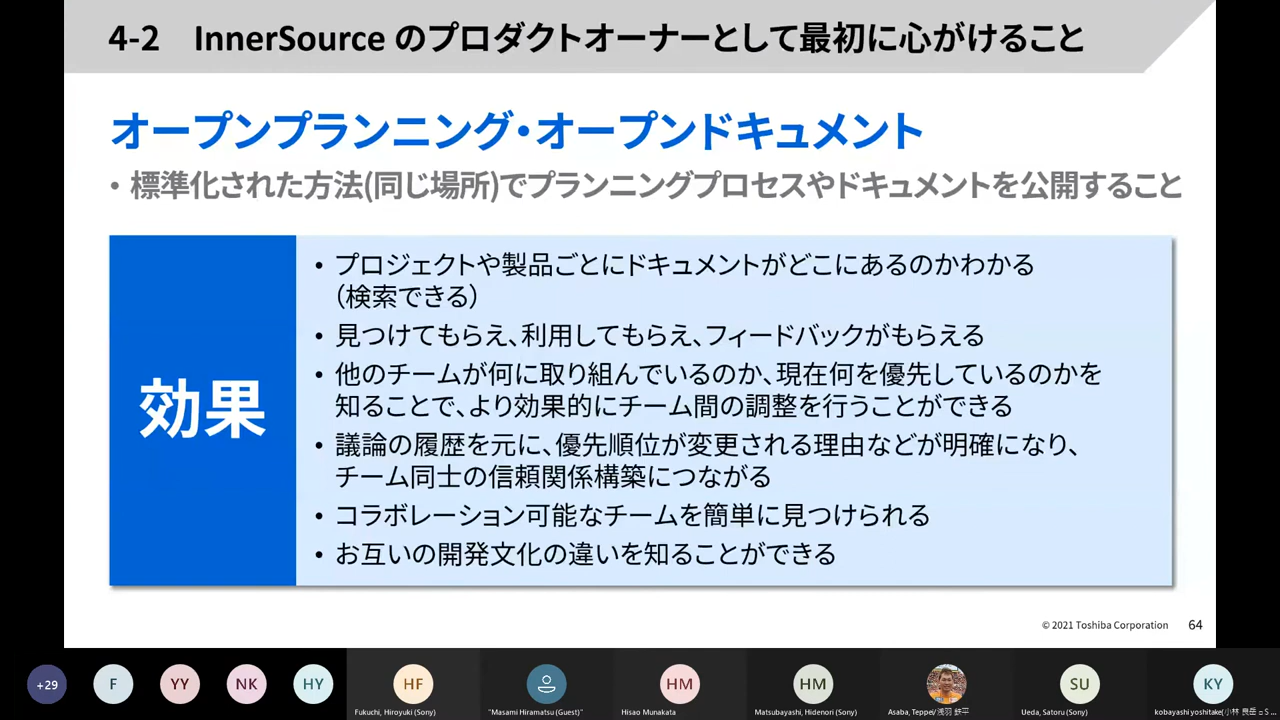 4-2 InnerSource のプロダクトオーナーとして最初に心がけること
オープンプランニング・オープンドキュメント
• 標準化された方法(同じ場所)でプランニングプロセスやドキュメントを公開すること
効果
• プロジェクトや製品ごとにドキュメントがどこにあるのかわかる
（検索できる）
• 見つけてもらえ、利用してもらえ、フィードバックがもらえる
• 他のチームが何に取り組んでいるのか、現在何を優先しているのかを
知ることで、より効果的にチーム間の調整を行うことができる
• 議論の履歴を元に、優先順位が変更される理由などが明確になり、
チーム同士の信頼関係構築につながる
• コラボレーション可能なチームを簡単に見つけられる
• お互いの開発文化の違いを知ることができる
© 2021 Toshiba Corporation 64
+29 F YY NK HY HF HM HM SU KY
Fukuchi, Hiroyuki (Sony) "Masami Hiramatsu (Guest)" Hisao Munakata Matsubayashi, Hidenori (Sony) Asaba, Teppei/浅羽 鉄平 Ueda, Satoru (Sony) kobayashi yoshitake(小林 良岳